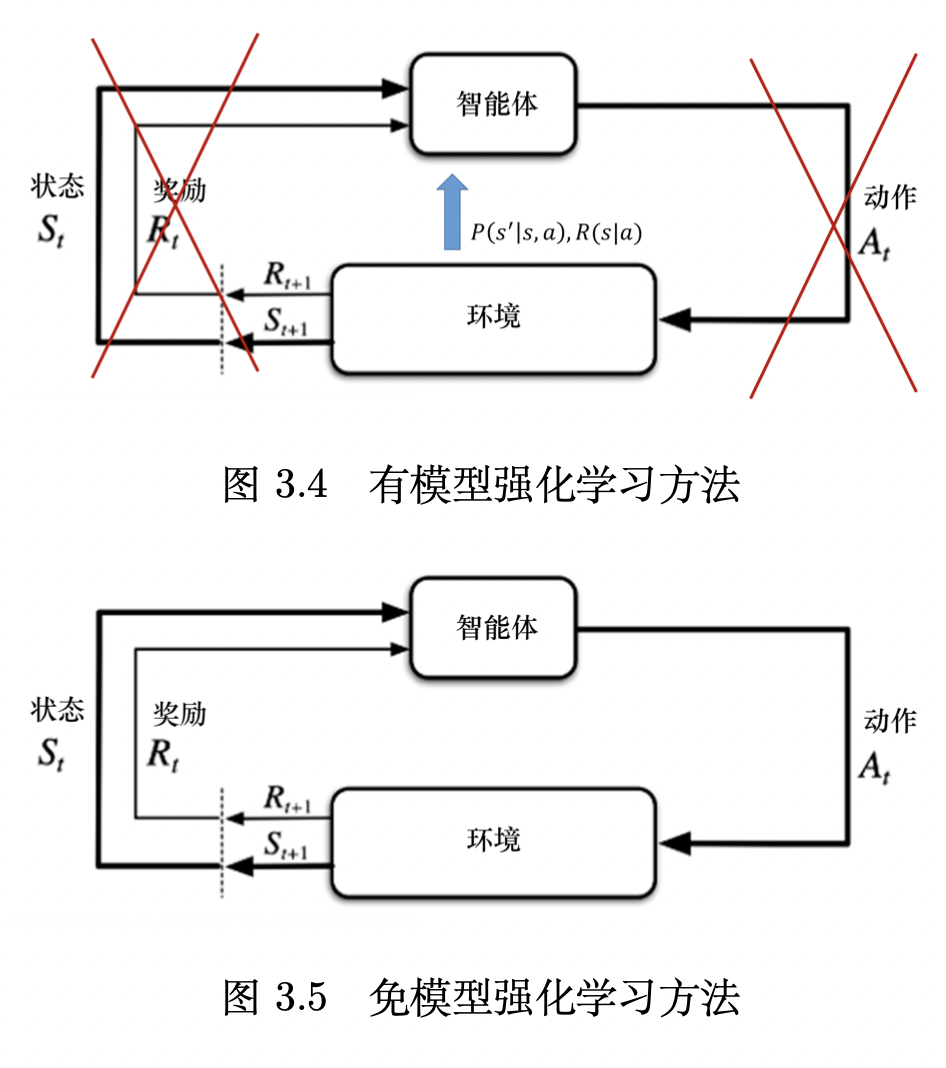 智能体
状态
奖励
动作
S_t
R_t
A_t
P(s′|s,a),R(s|a)
R_{t+1}
S_{t+1}
环境
图 3.4 有模型强化学习方法
智能体
状态
奖励
动作
S_t
R_t
A_t
R_{t+1}
S_{t+1}
环境
图 3.5 免模型强化学习方法